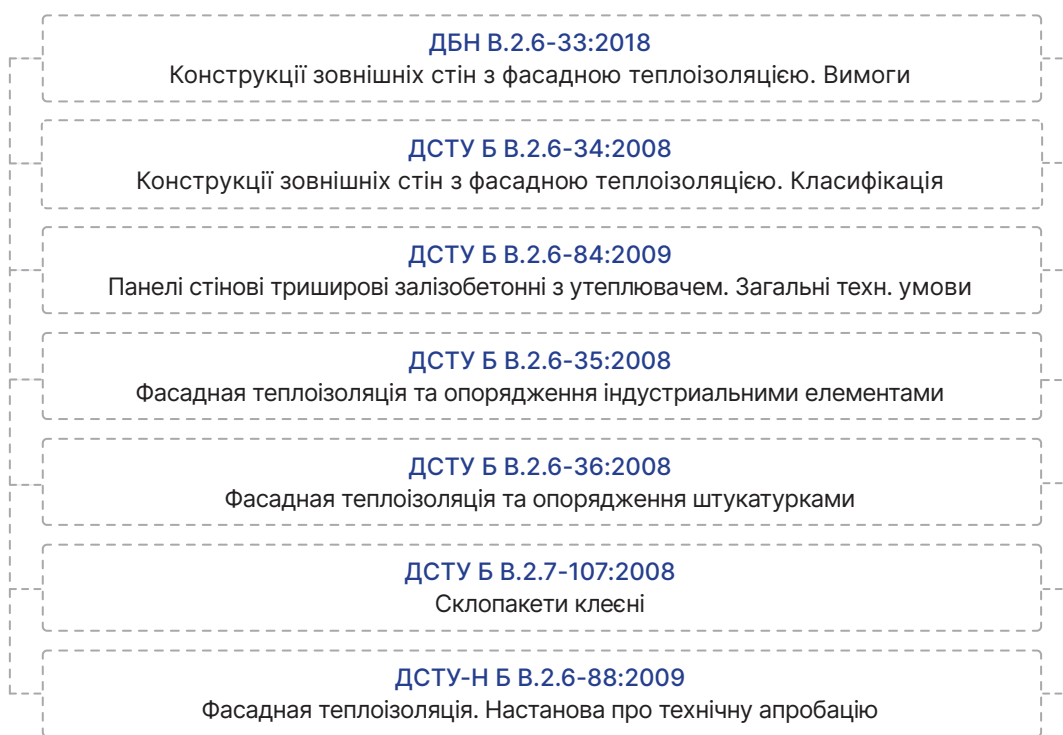 ДБН В.2.6-33:2018
Конструкції зовнішніх стін з фасадною теплоізоляцією. Вимоги
ДСТУ Б В.2.6-34:2008
Конструкції зовнішніх стін з фасадною теплоізоляцією. Класифікація
ДСТУ Б В.2.6-84:2009
Панелі стінові триширові залізобетонні з утеплювачем. Загальні техн. умови
ДСТУ Б В.2.6-35:2008
Фасадная теплоізоляція та опорядження індустриальними елементами
ДСТУ Б В.2.6-36:2008
Фасадная теплоізоляція та опорядження штукатурками
ДСТУ Б В.2.7-107:2008
Склопакети клеєні
ДСТУ-Н Б В.2.6-88:2009
Фасадная теплоізоляція. Настанова про технічну апробацію